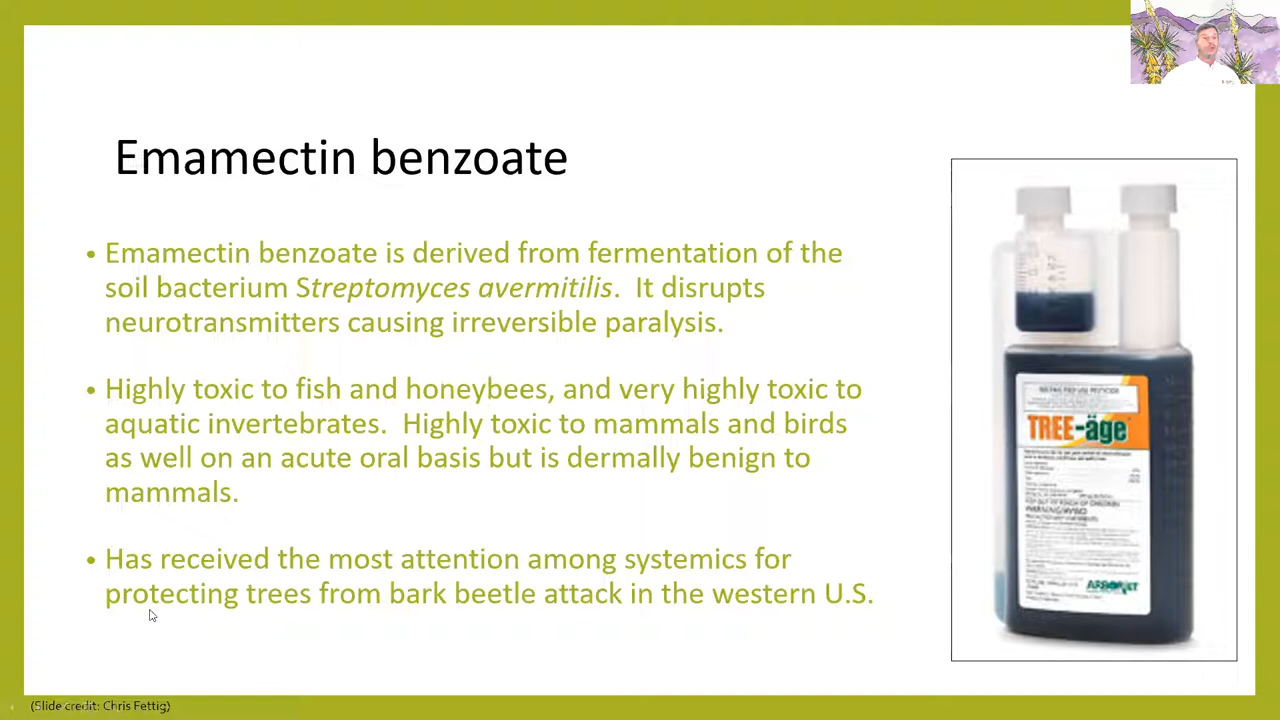 Emamectin benzoate
• Emamectin benzoate is derived from fermentation of the
soil bacterium Streptomyces avermitilis. It disrupts
neurotransmitters causing irreversible paralysis.
• Highly toxic to fish and honeybees, and very highly toxic to
aquatic invertebrates. Highly toxic to mammals and birds
as well on an acute oral basis but is dermally benign to
mammals.
• Has received the most attention among systemics for
protecting trees from bark beetle attack in the western U.S.
TREE-äge
ARBORJET
(Slide credit: Chris Fettig)